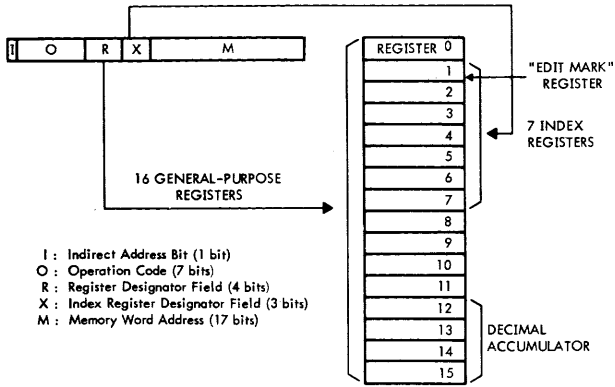 I O R X M
REGISTER 0
1
2
3
4
5
6
7
8
9
10
11
12
13
14
15
"EDIT MARK"
REGISTER
7 INDEX
REGISTERS
16 GENERAL-PURPOSE
REGISTERS
DECIMAL
ACCUMULATOR
I : Indirect Address Bit (1 bit)
O : Operation Code (7 bits)
R : Register Designator Field (4 bits)
X : Index Register Designator Field (3 bits)
M : Memory Word Address (17 bits)